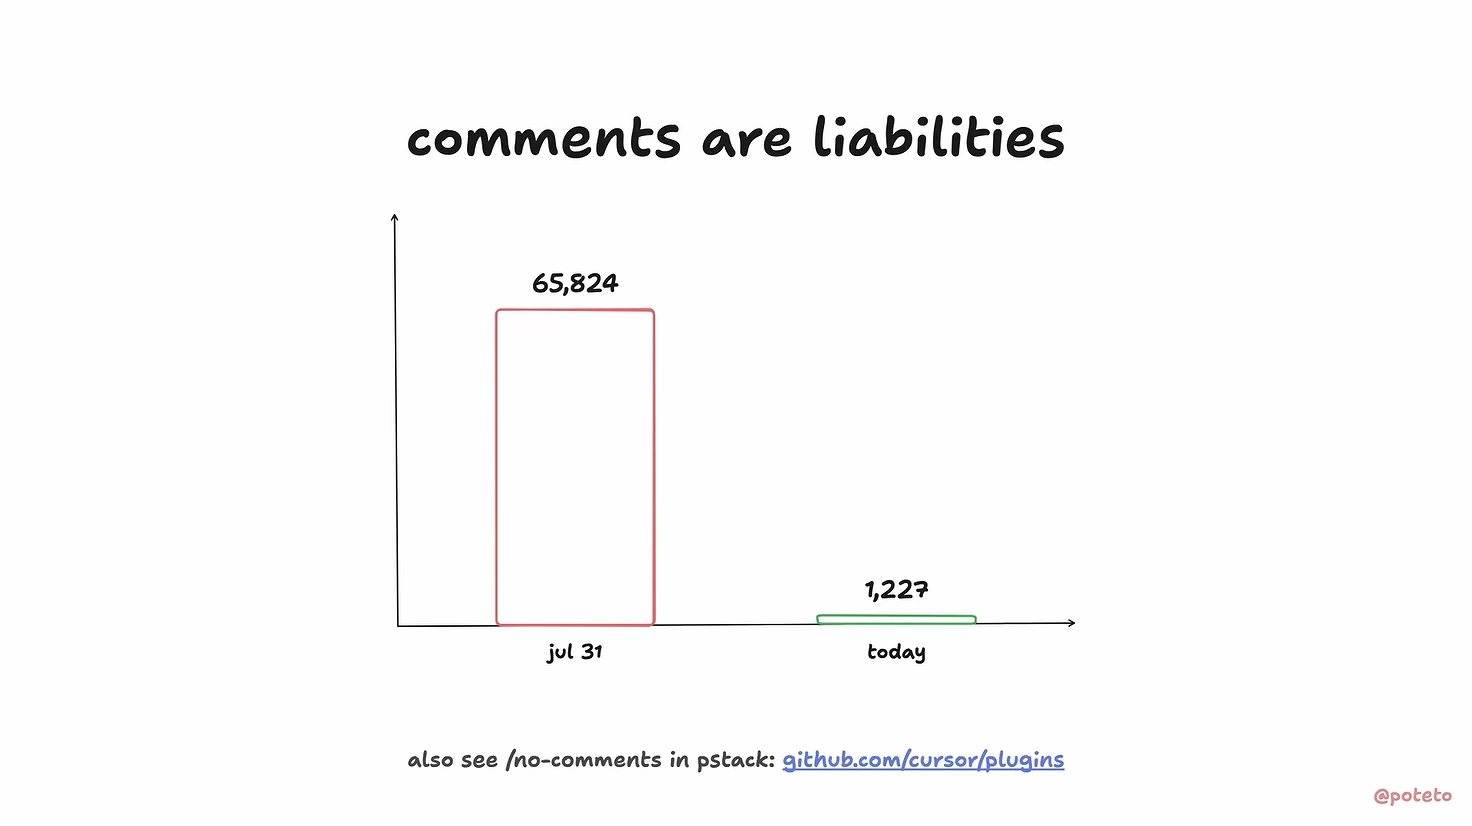 comments are liabilities
65,824
1,227
jul 31
today
also see /no-comments in pstack: github.com/cursor/plugins
@poteto